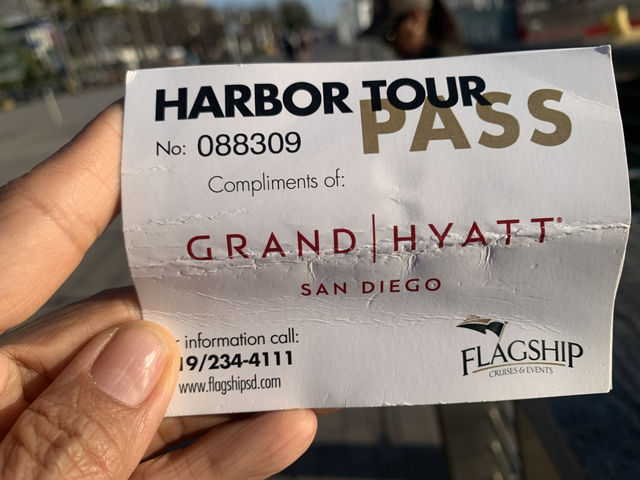 HARBOR TOUR
PASS
No: 088309
Compliments of:
GRAND | HYATT®
SAN DIEGO
information call:
19/234-4111
www.flagshipsd.com
FLAGSHIP
CRUISES & EVENTS